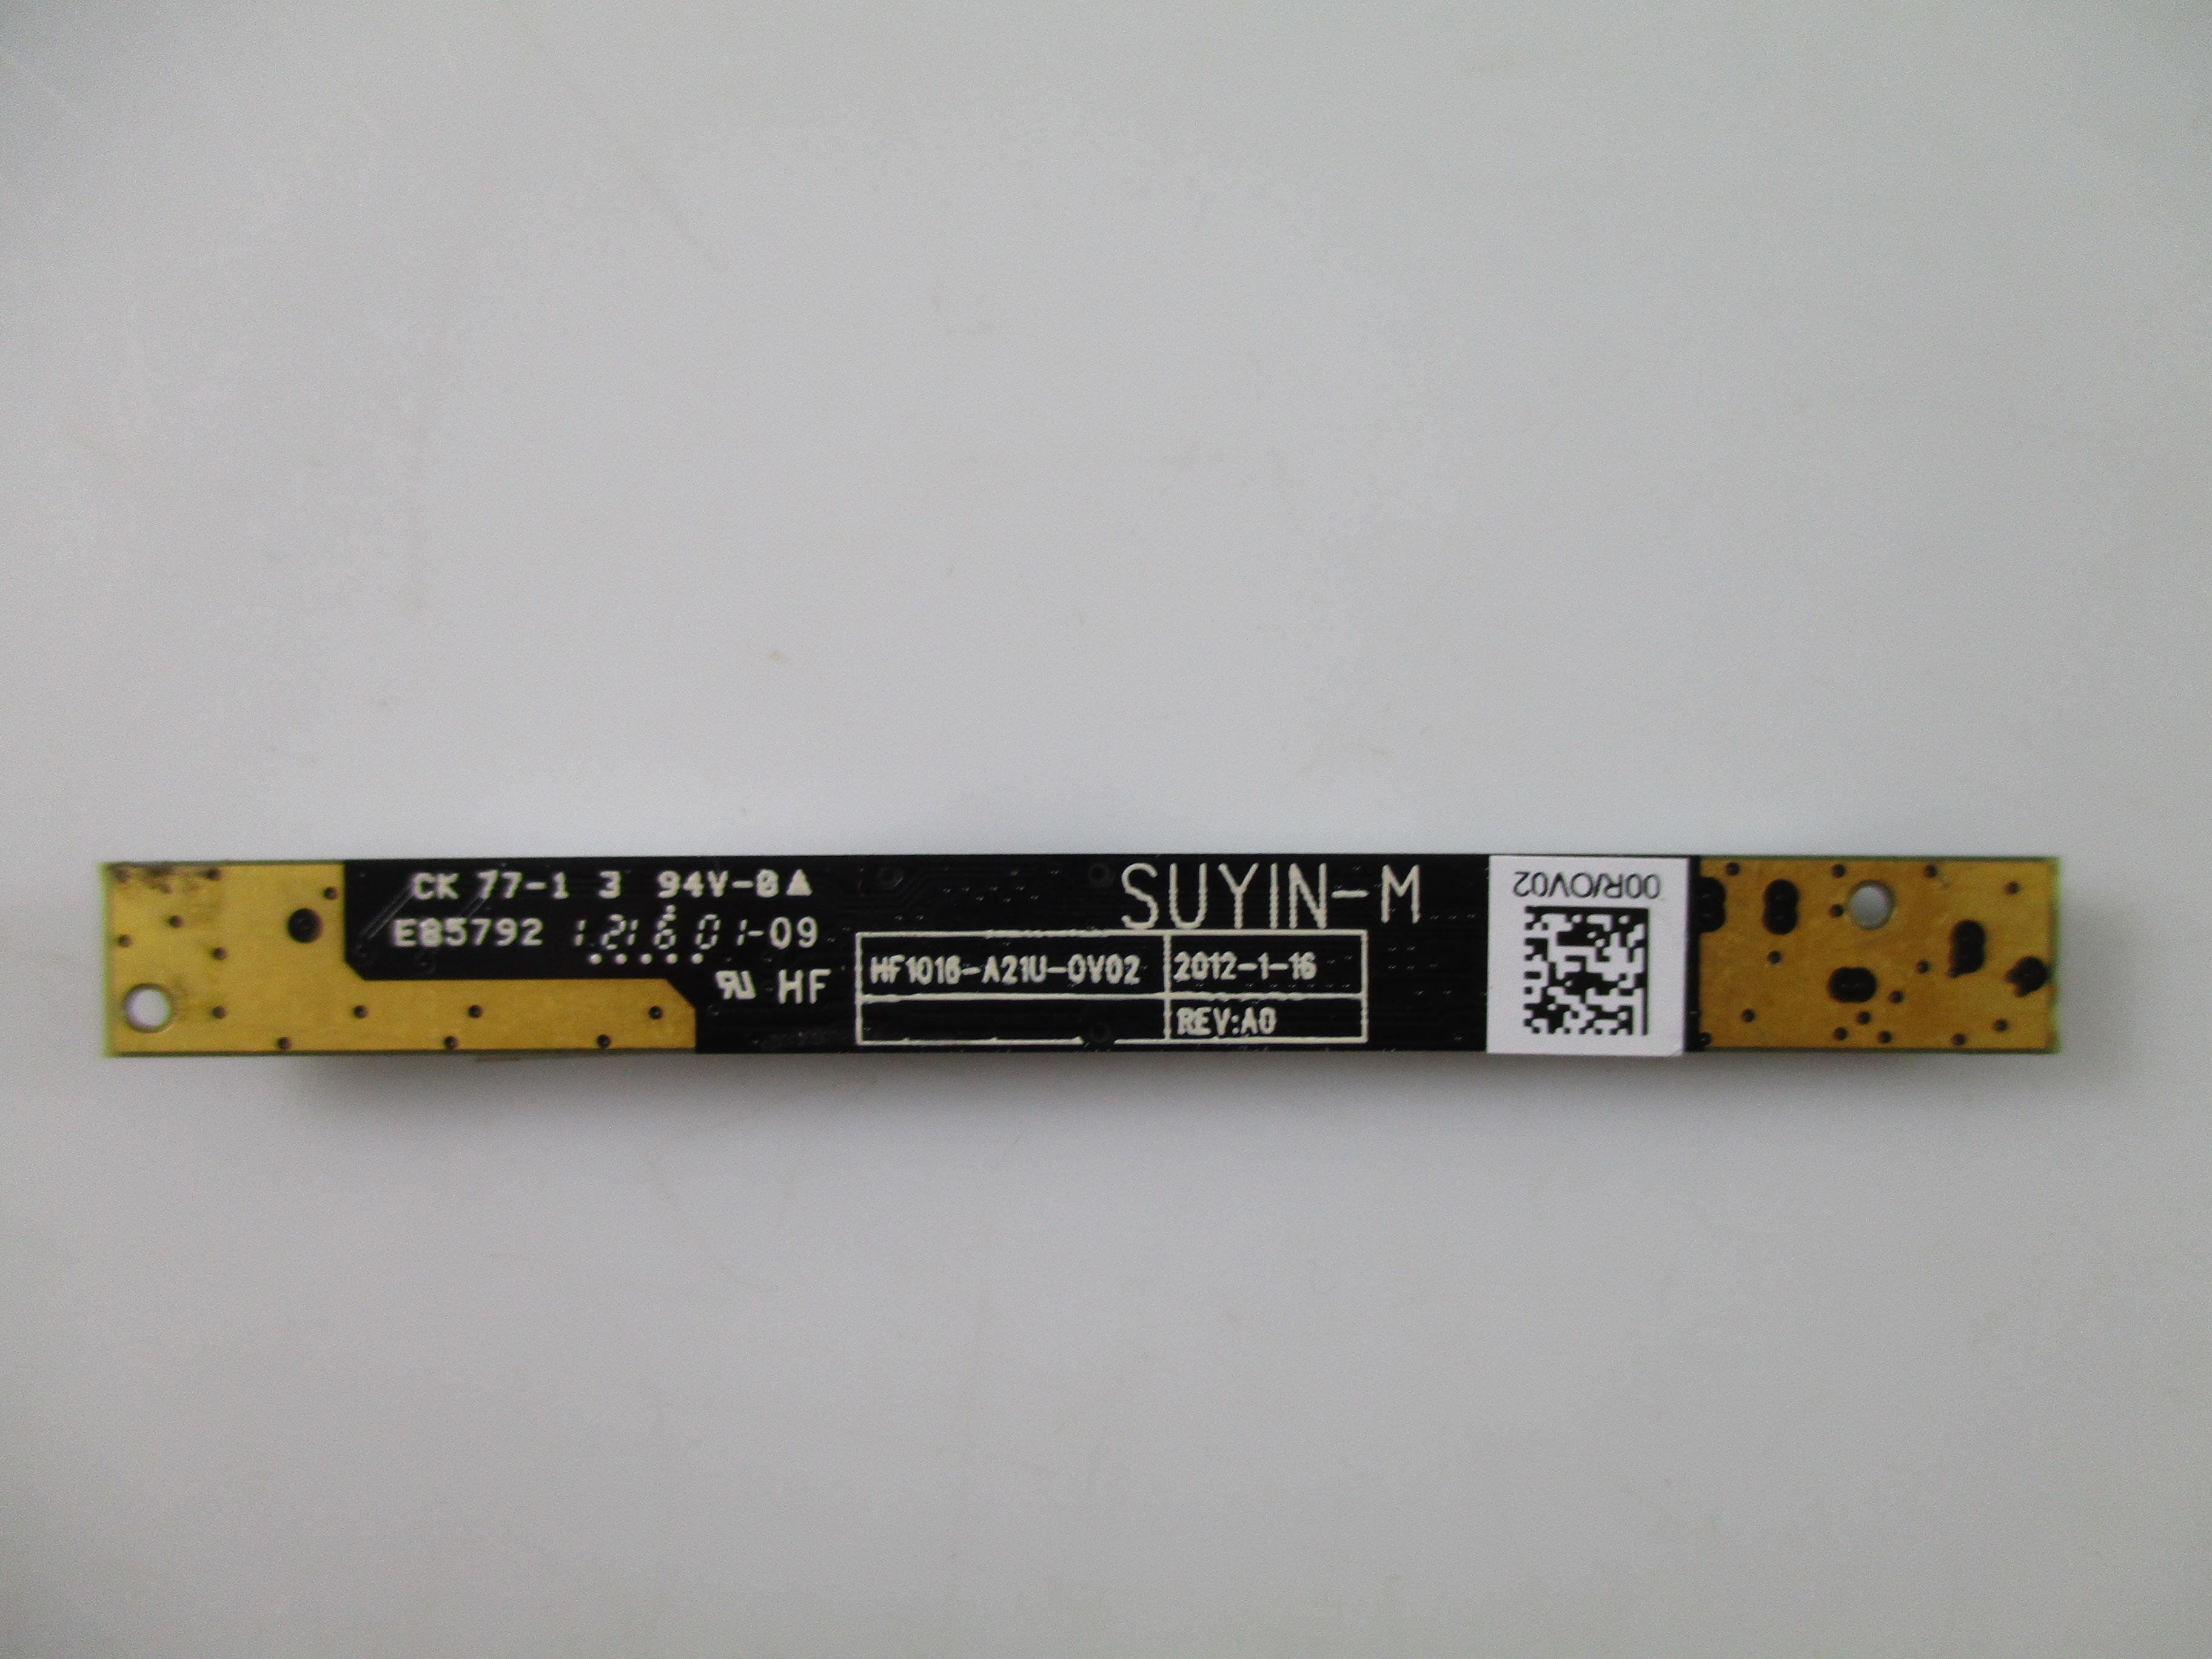 CK 77-1 3 94V-0▲
E85792 1216 01-09
HF
SUYIN-M
HF1016-A21U-OV02 2012-1-16
REV:A0
00R/OV02